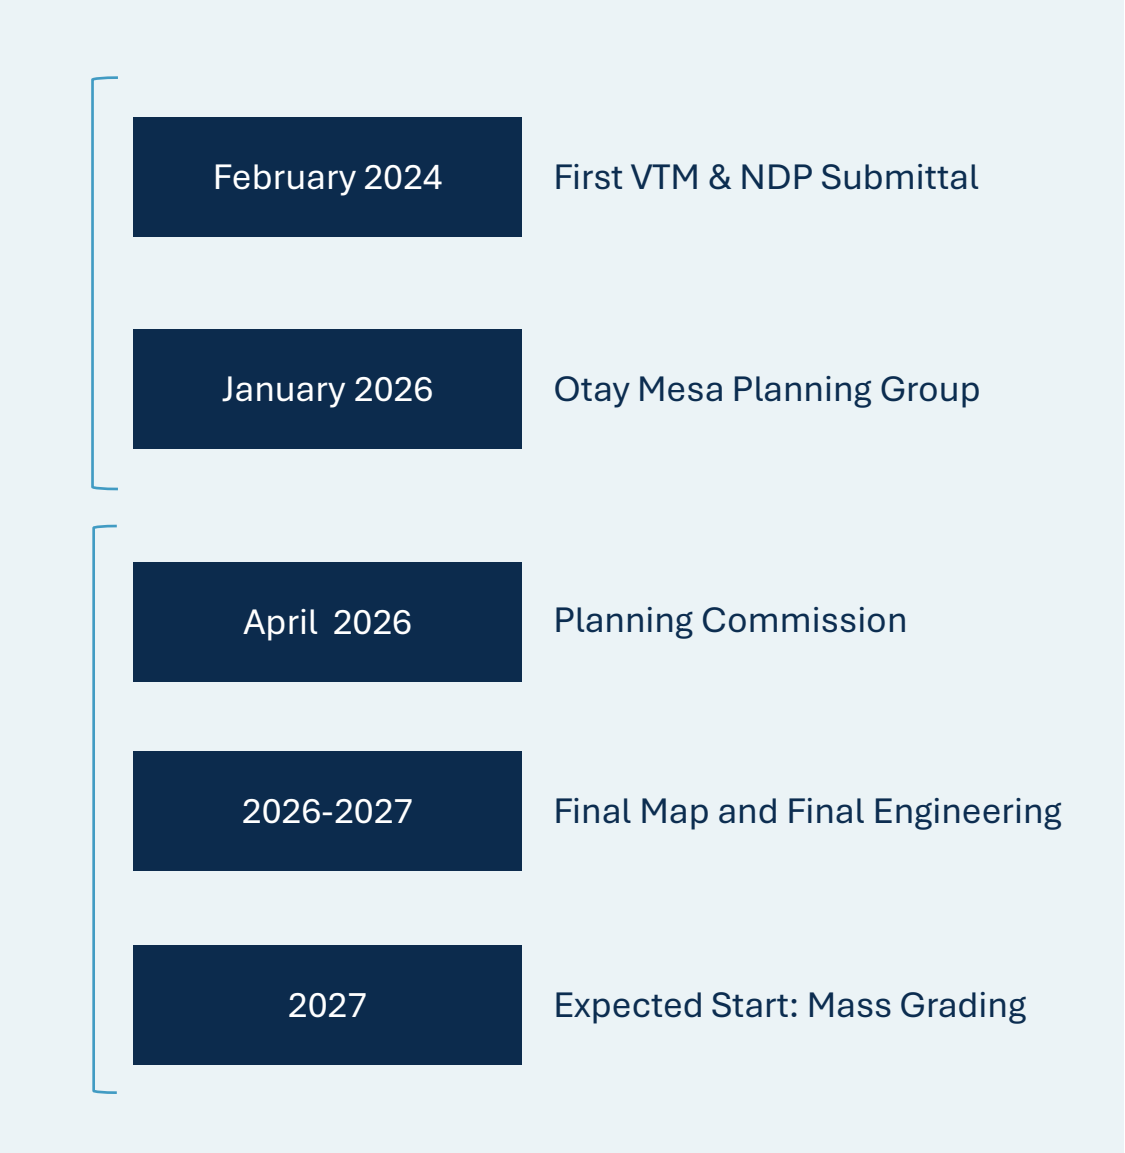 February 2024
First VTM & NDP Submittal
January 2026
Otay Mesa Planning Group
April  2026
Planning Commission
2026-2027
Final Map and Final Engineering
2027
Expected Start: Mass Grading